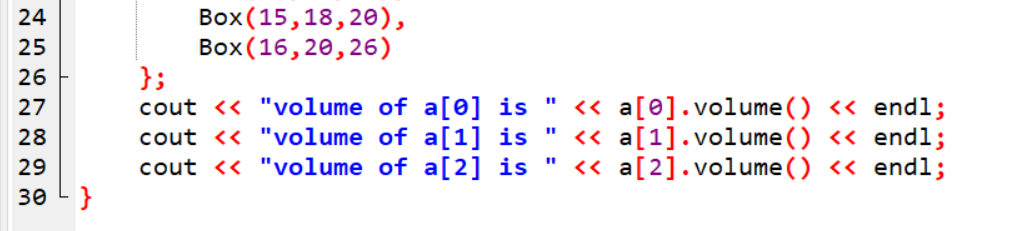 24 Box(15,18,20),
25 Box(16,20,26)
26 };
27 cout << "volume of a[0] is " << a[0].volume() << endl;
28 cout << "volume of a[1] is " << a[1].volume() << endl;
29 cout << "volume of a[2] is " << a[2].volume() << endl;
30 }